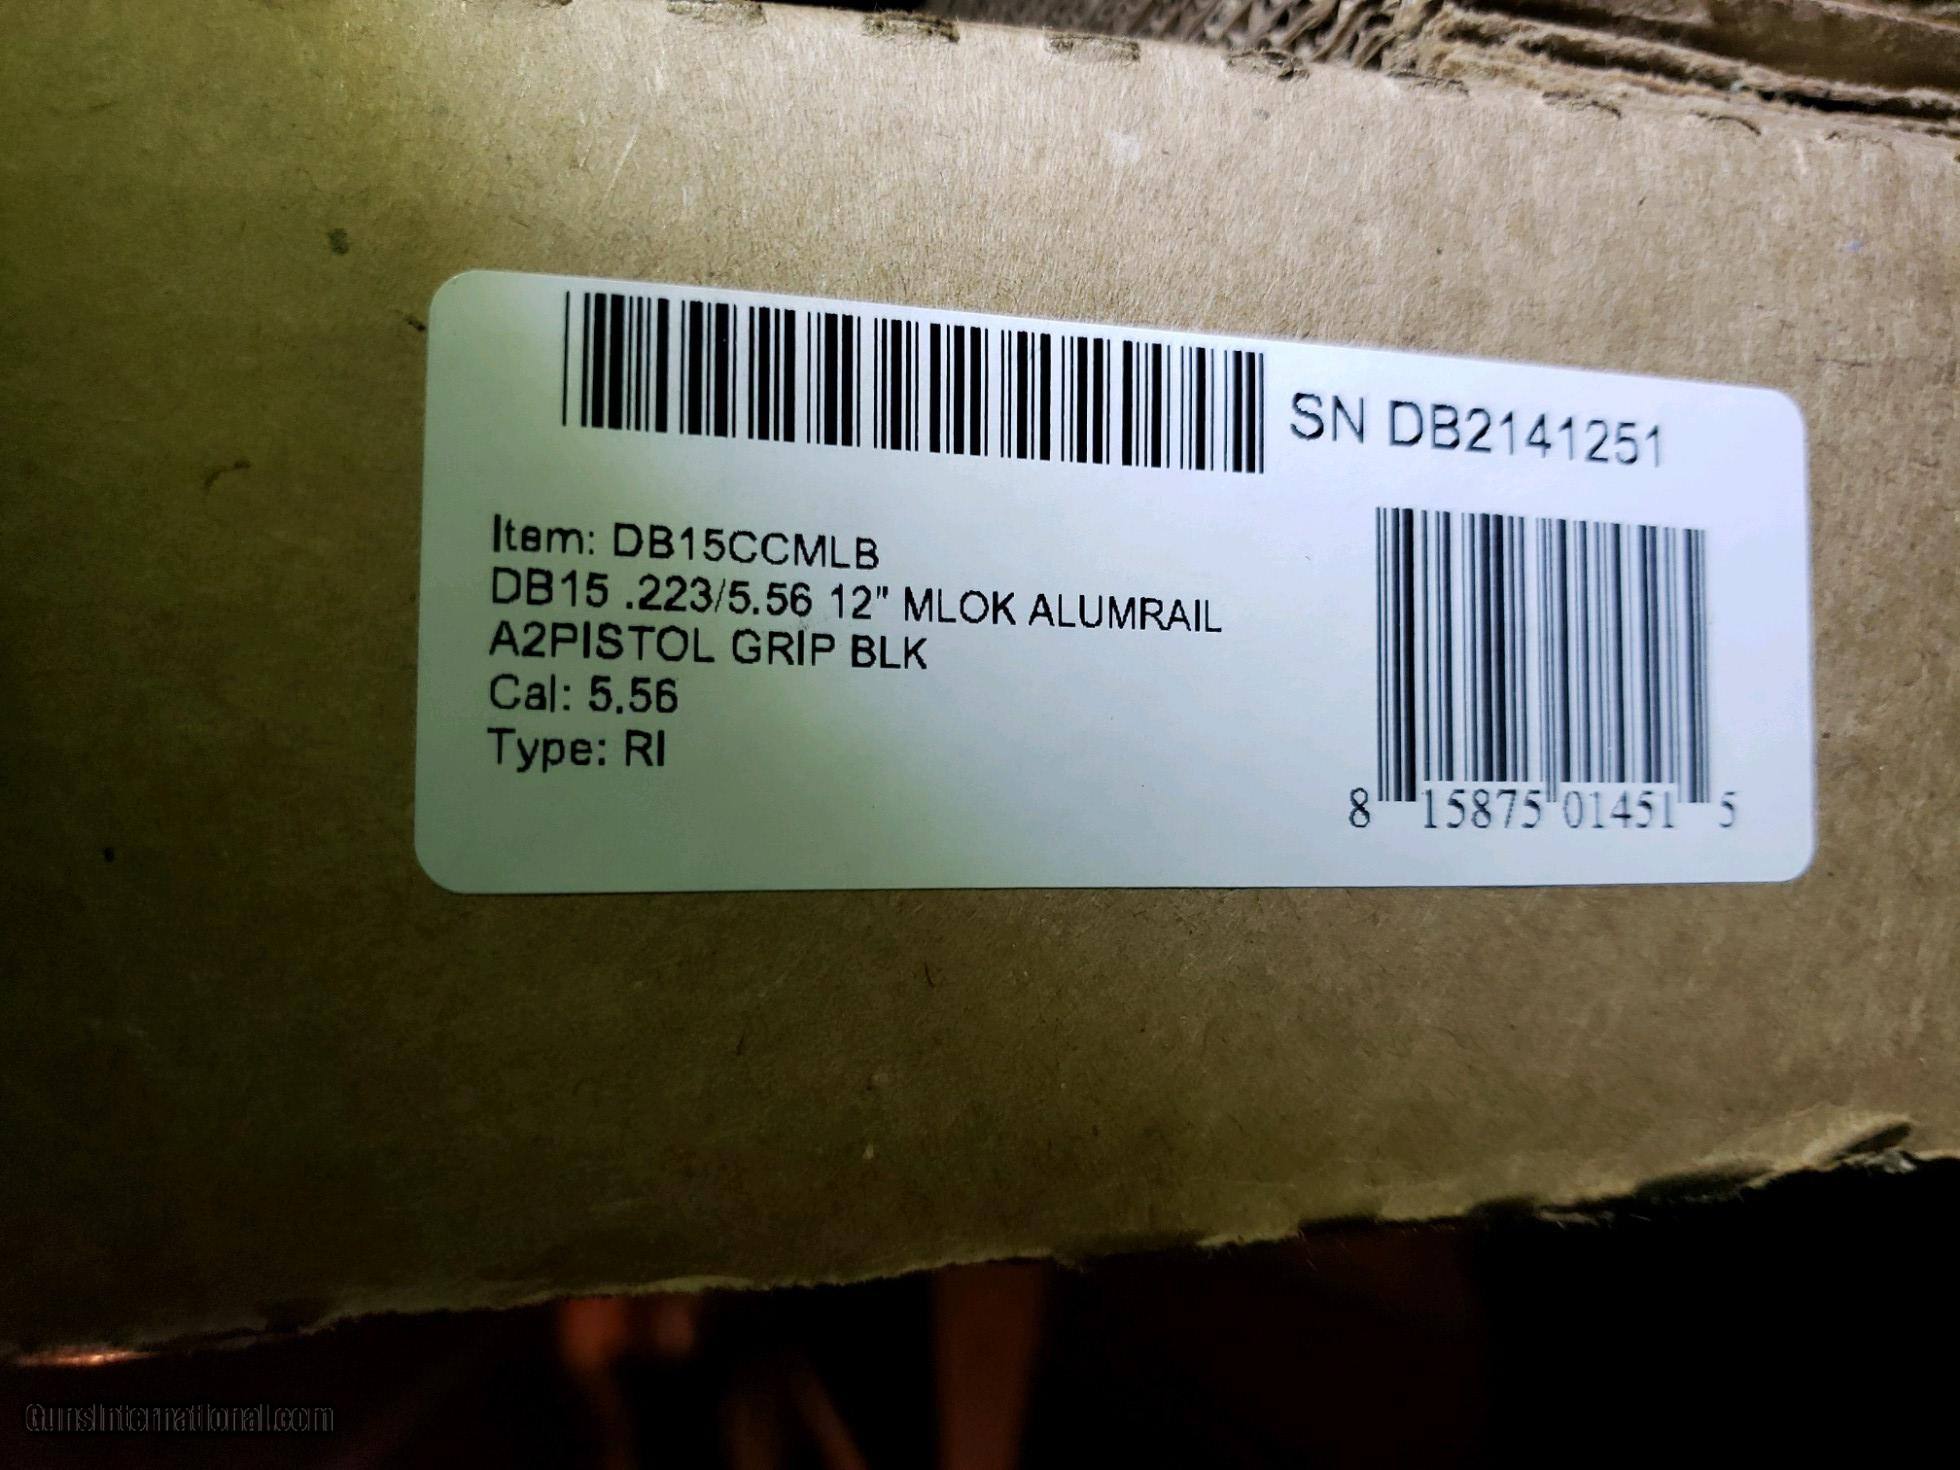 SN DB2141251
Item: DB15CCMLB
DB15 .223/5.56 12" MLOK ALUMRAIL
A2PISTOL GRIP BLK
Cal: 5.56
Type: RI
8 15875 01451 5
GunsInternational.com